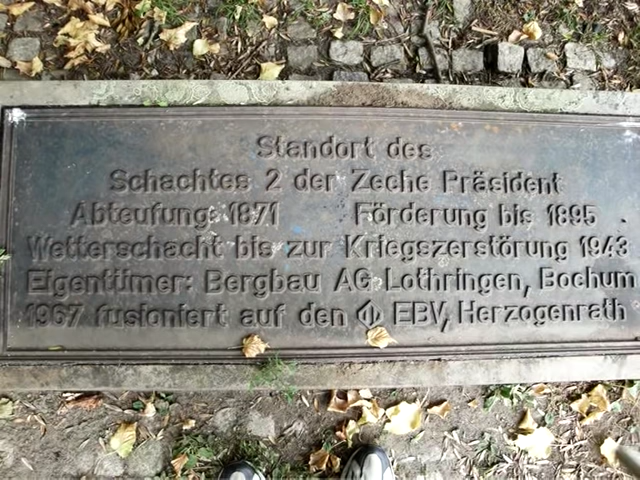 Standort des
Schachtes 2 der Zeche Präsident
Abteufung: 1871 Förderung bis 1895
Wetterschacht bis zur Kriegszerstörung 1943
Eigentümer: Bergbau AG Lothringen, Bochum
1967 fusioniert auf den EBV, Herzogenrath